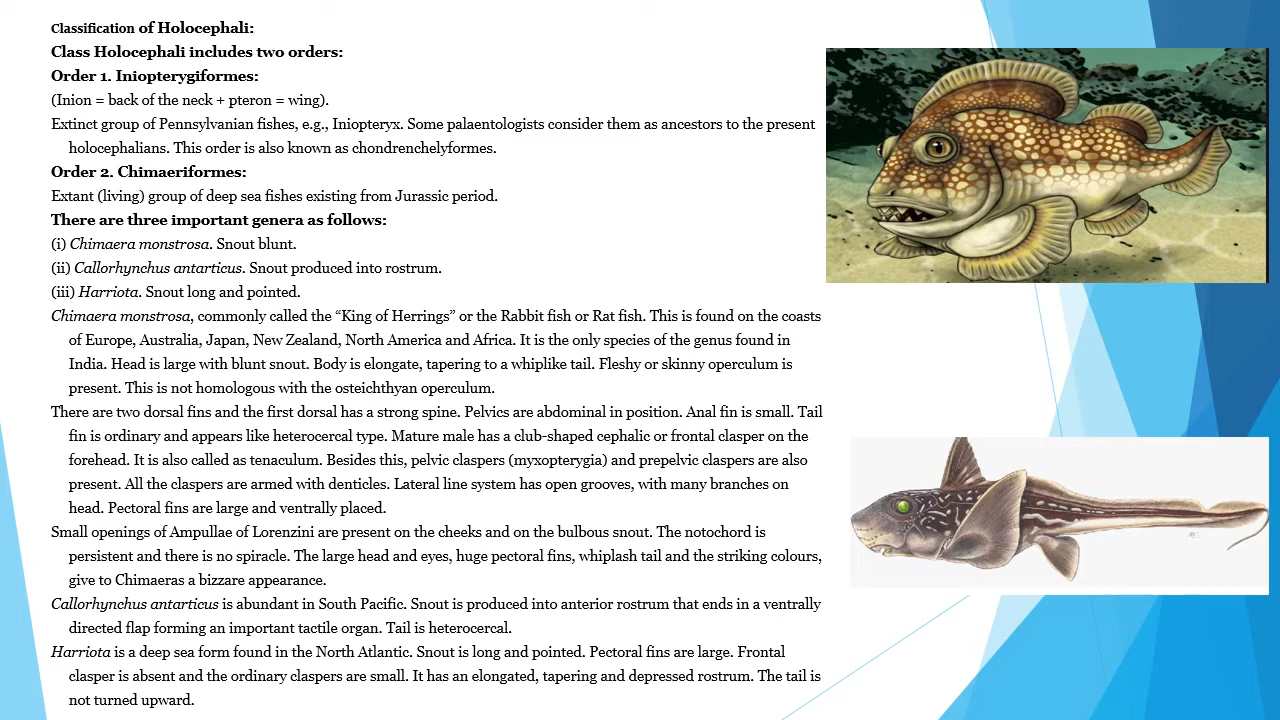 Classification of Holocephali:
Class Holocephali includes two orders:
Order 1. Iniopterygiformes:
(Inion = back of the neck + pteron = wing).
Extinct group of Pennsylvanian fishes, e.g., Iniopteryx. Some palaentologists consider them as ancestors to the present
holocephalians. This order is also known as chondrenchelyformes.
Order 2. Chimaeriformes:
Extant (living) group of deep sea fishes existing from Jurassic period.
There are three important genera as follows:
(i) Chimaera monstrosa. Snout blunt.
(ii) Callorhynchus antarticus. Snout produced into rostrum.
(iii) Harriota. Snout long and pointed.
Chimaera monstrosa, commonly called the “King of Herrings” or the Rabbit fish or Rat fish. This is found on the coasts
of Europe, Australia, Japan, New Zealand, North America and Africa. It is the only species of the genus found in
India. Head is large with blunt snout. Body is elongate, tapering to a whiplike tail. Fleshy or skinny operculum is
present. This is not homologous with the osteichthyan operculum.
There are two dorsal fins and the first dorsal has a strong spine. Pelvics are abdominal in position. Anal fin is small. Tail
fin is ordinary and appears like heterocercal type. Mature male has a club-shaped cephalic or frontal clasper on the
forehead. It is also called as tenaculum. Besides this, pelvic claspers (myxopterygia) and prepelvic claspers are also
present. All the claspers are armed with denticles. Lateral line system has open grooves, with many branches on
head. Pectoral fins are large and ventrally placed.
Small openings of Ampullae of Lorenzini are present on the cheeks and on the bulbous snout. The notochord is
persistent and there is no spiracle. The large head and eyes, huge pectoral fins, whiplash tail and the striking colours,
give to Chimaeras a bizzare appearance.
Callorhynchus antarticus is abundant in South Pacific. Snout is produced into anterior rostrum that ends in a ventrally
directed flap forming an important tactile organ. Tail is heterocercal.
Harriota is a deep sea form found in the North Atlantic. Snout is long and pointed. Pectoral fins are large. Frontal
clasper is absent and the ordinary claspers are small. It has an elongated, tapering and depressed rostrum. The tail is
not turned upward.